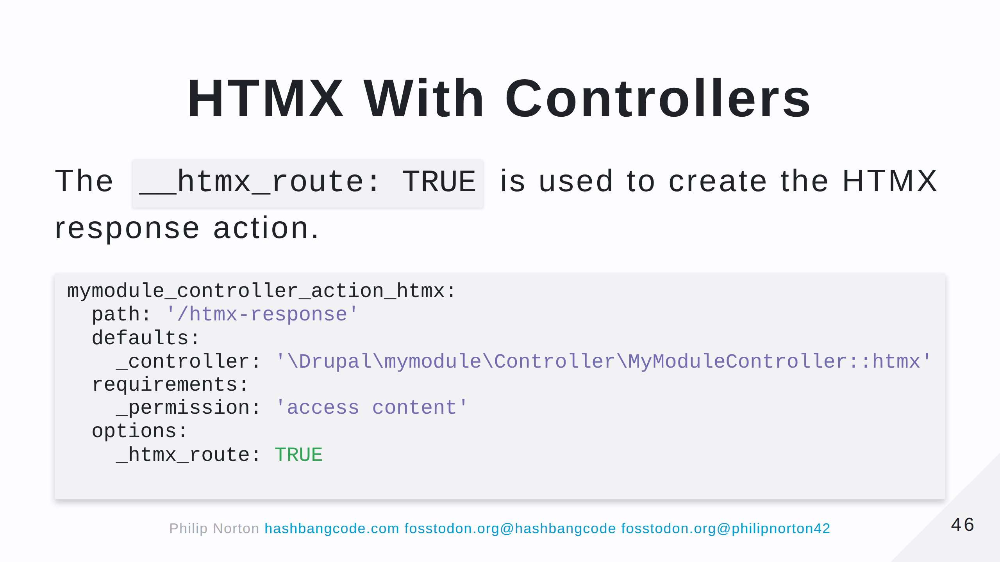 HTMX With Controllers
The __htmx_route: TRUE is used to create the HTMX
response action.
mymodule_controller_action_htmx:
  path: '/htmx-response'
  defaults:
    _controller: '\Drupal\mymodule\Controller\MyModuleController::htmx'
  requirements:
    _permission: 'access content'
  options:
    _htmx_route: TRUE
Philip Norton hashbangcode.com fosstodon.org@hashbangcode fosstodon.org@philipnorton42
46